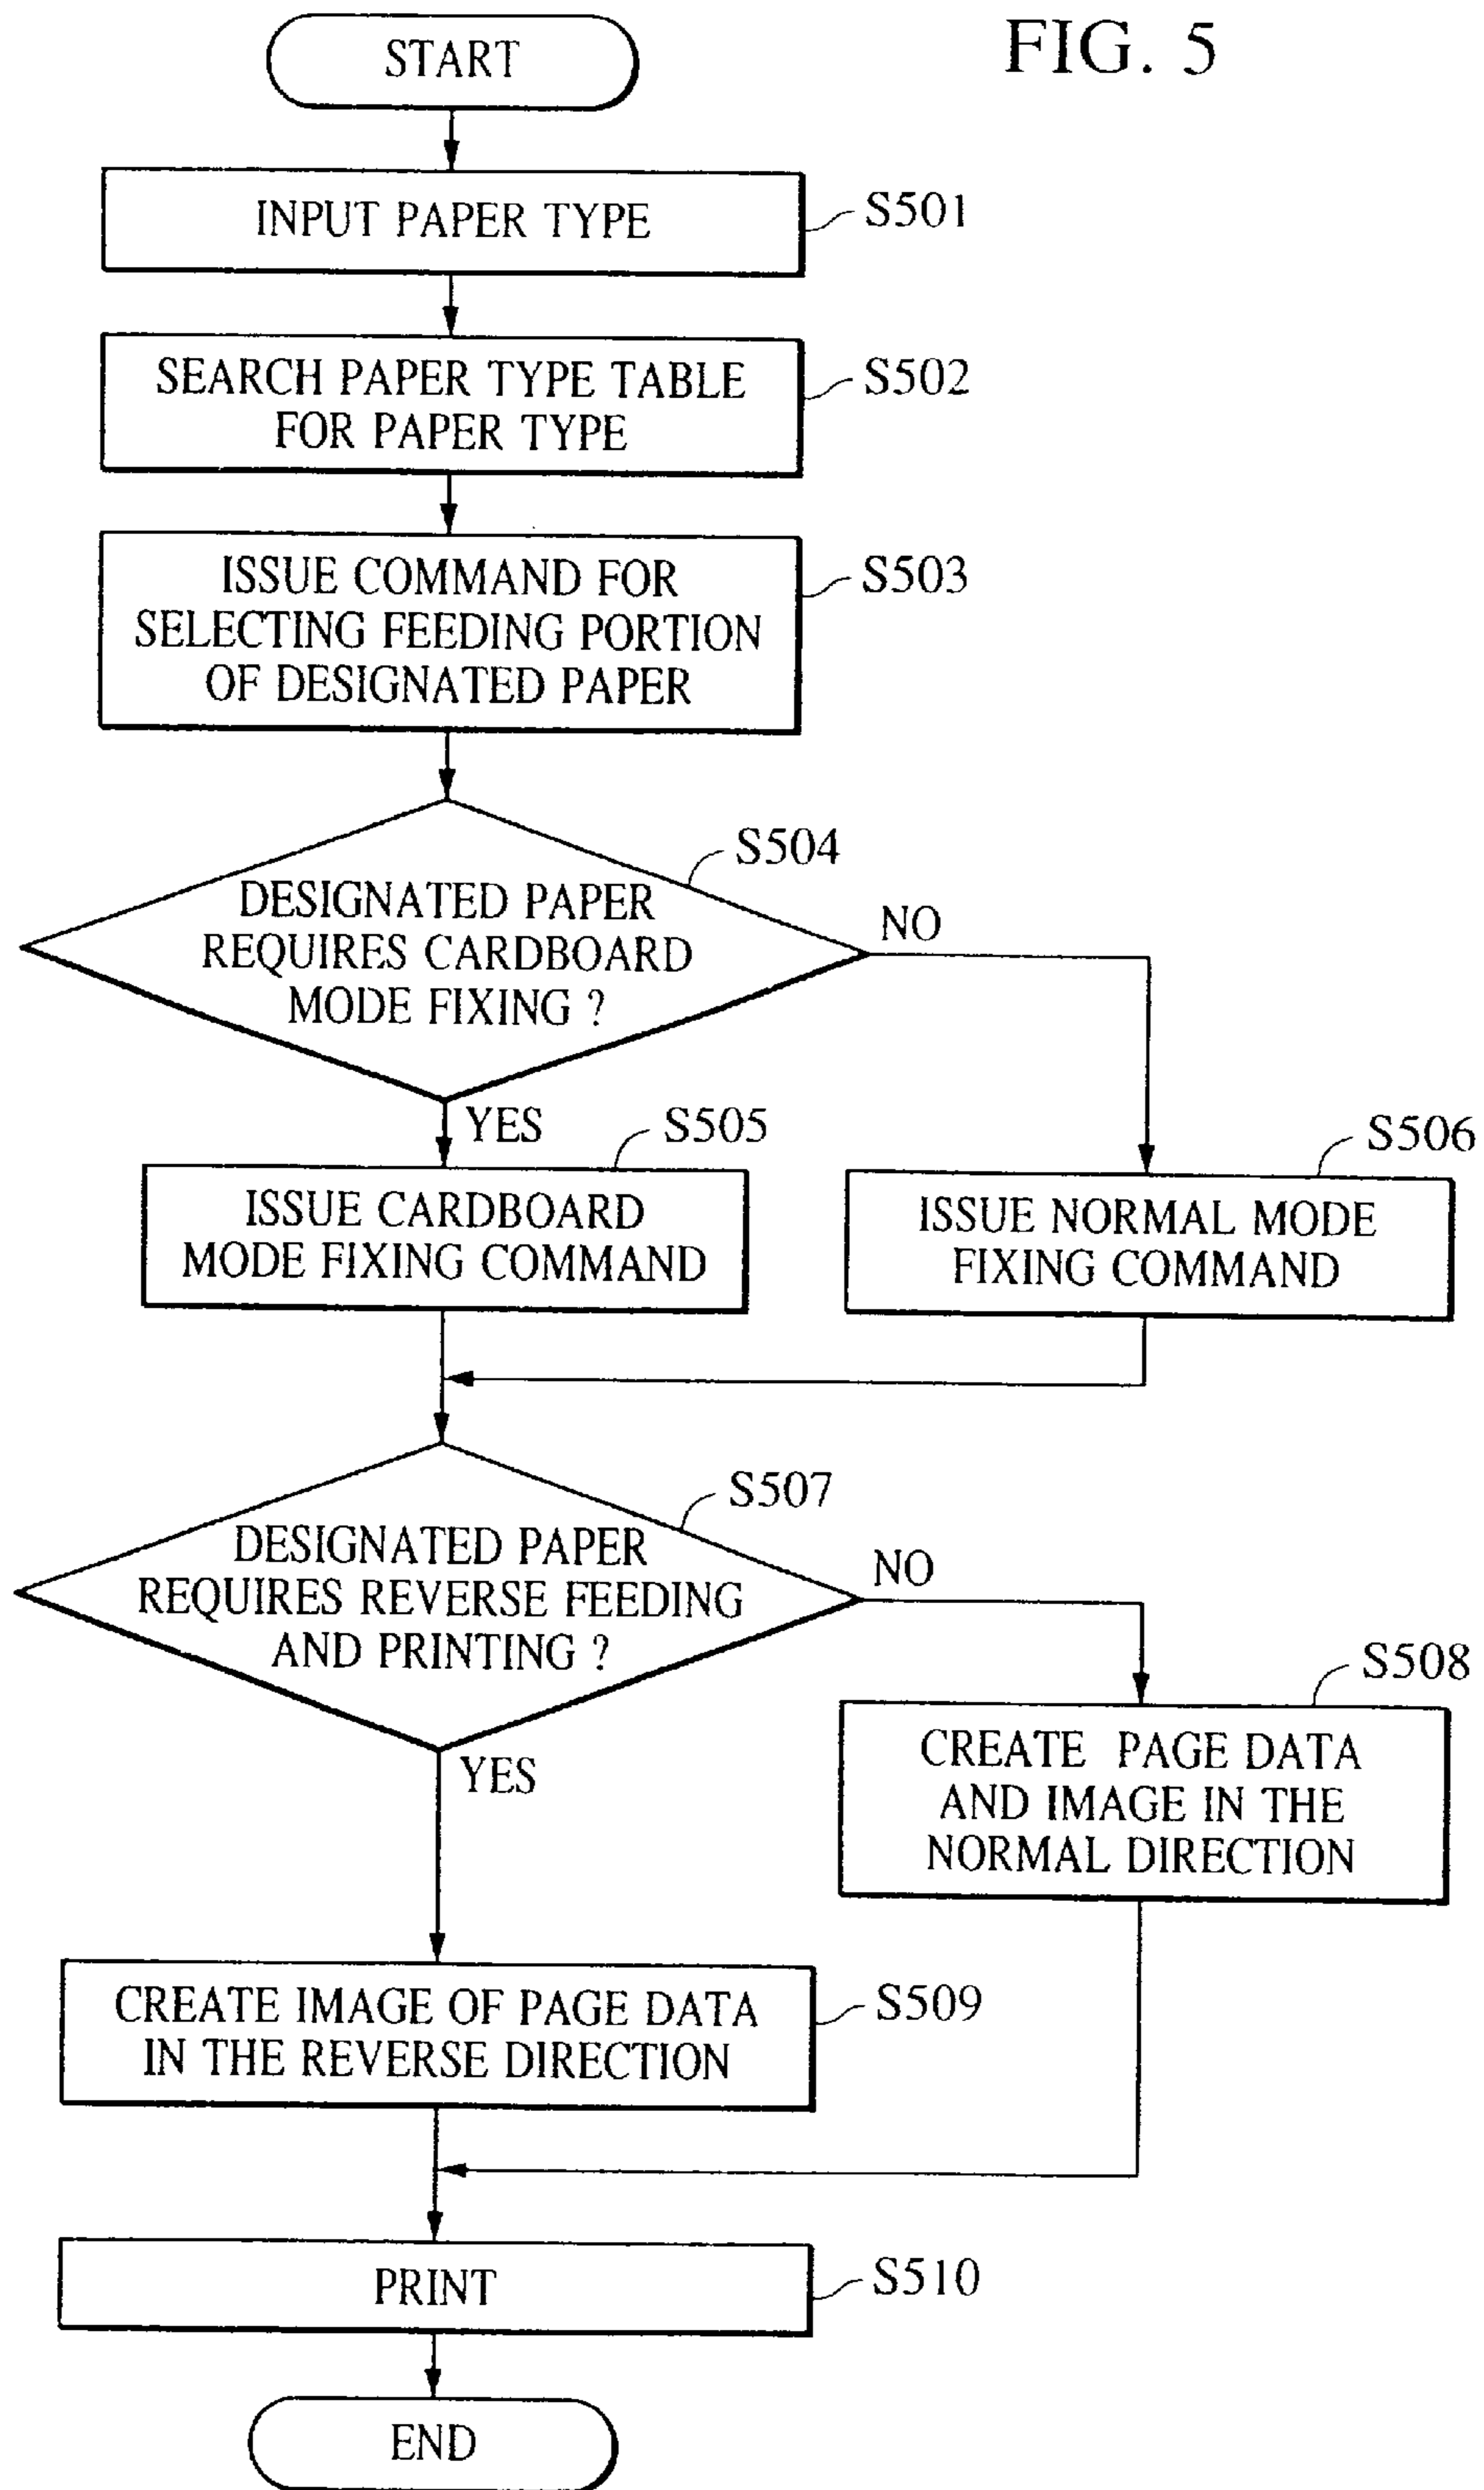 FIG. 5
START
INPUT PAPER TYPE
S501
SEARCH PAPER TYPE TABLE
FOR PAPER TYPE
S502
ISSUE COMMAND FOR
SELECTING FEEDING PORTION
OF DESIGNATED PAPER
S503
S504
DESIGNATED PAPER
REQUIRES CARDBOARD
MODE FIXING ?
NO
YES
S505
ISSUE CARDBOARD
MODE FIXING COMMAND
S506
ISSUE NORMAL MODE
FIXING COMMAND
S507
DESIGNATED PAPER
REQUIRES REVERSE FEEDING
AND PRINTING ?
NO
YES
S508
CREATE PAGE DATA
AND IMAGE IN THE
NORMAL DIRECTION
CREATE IMAGE OF PAGE DATA
IN THE REVERSE DIRECTION
S509
PRINT
S510
END